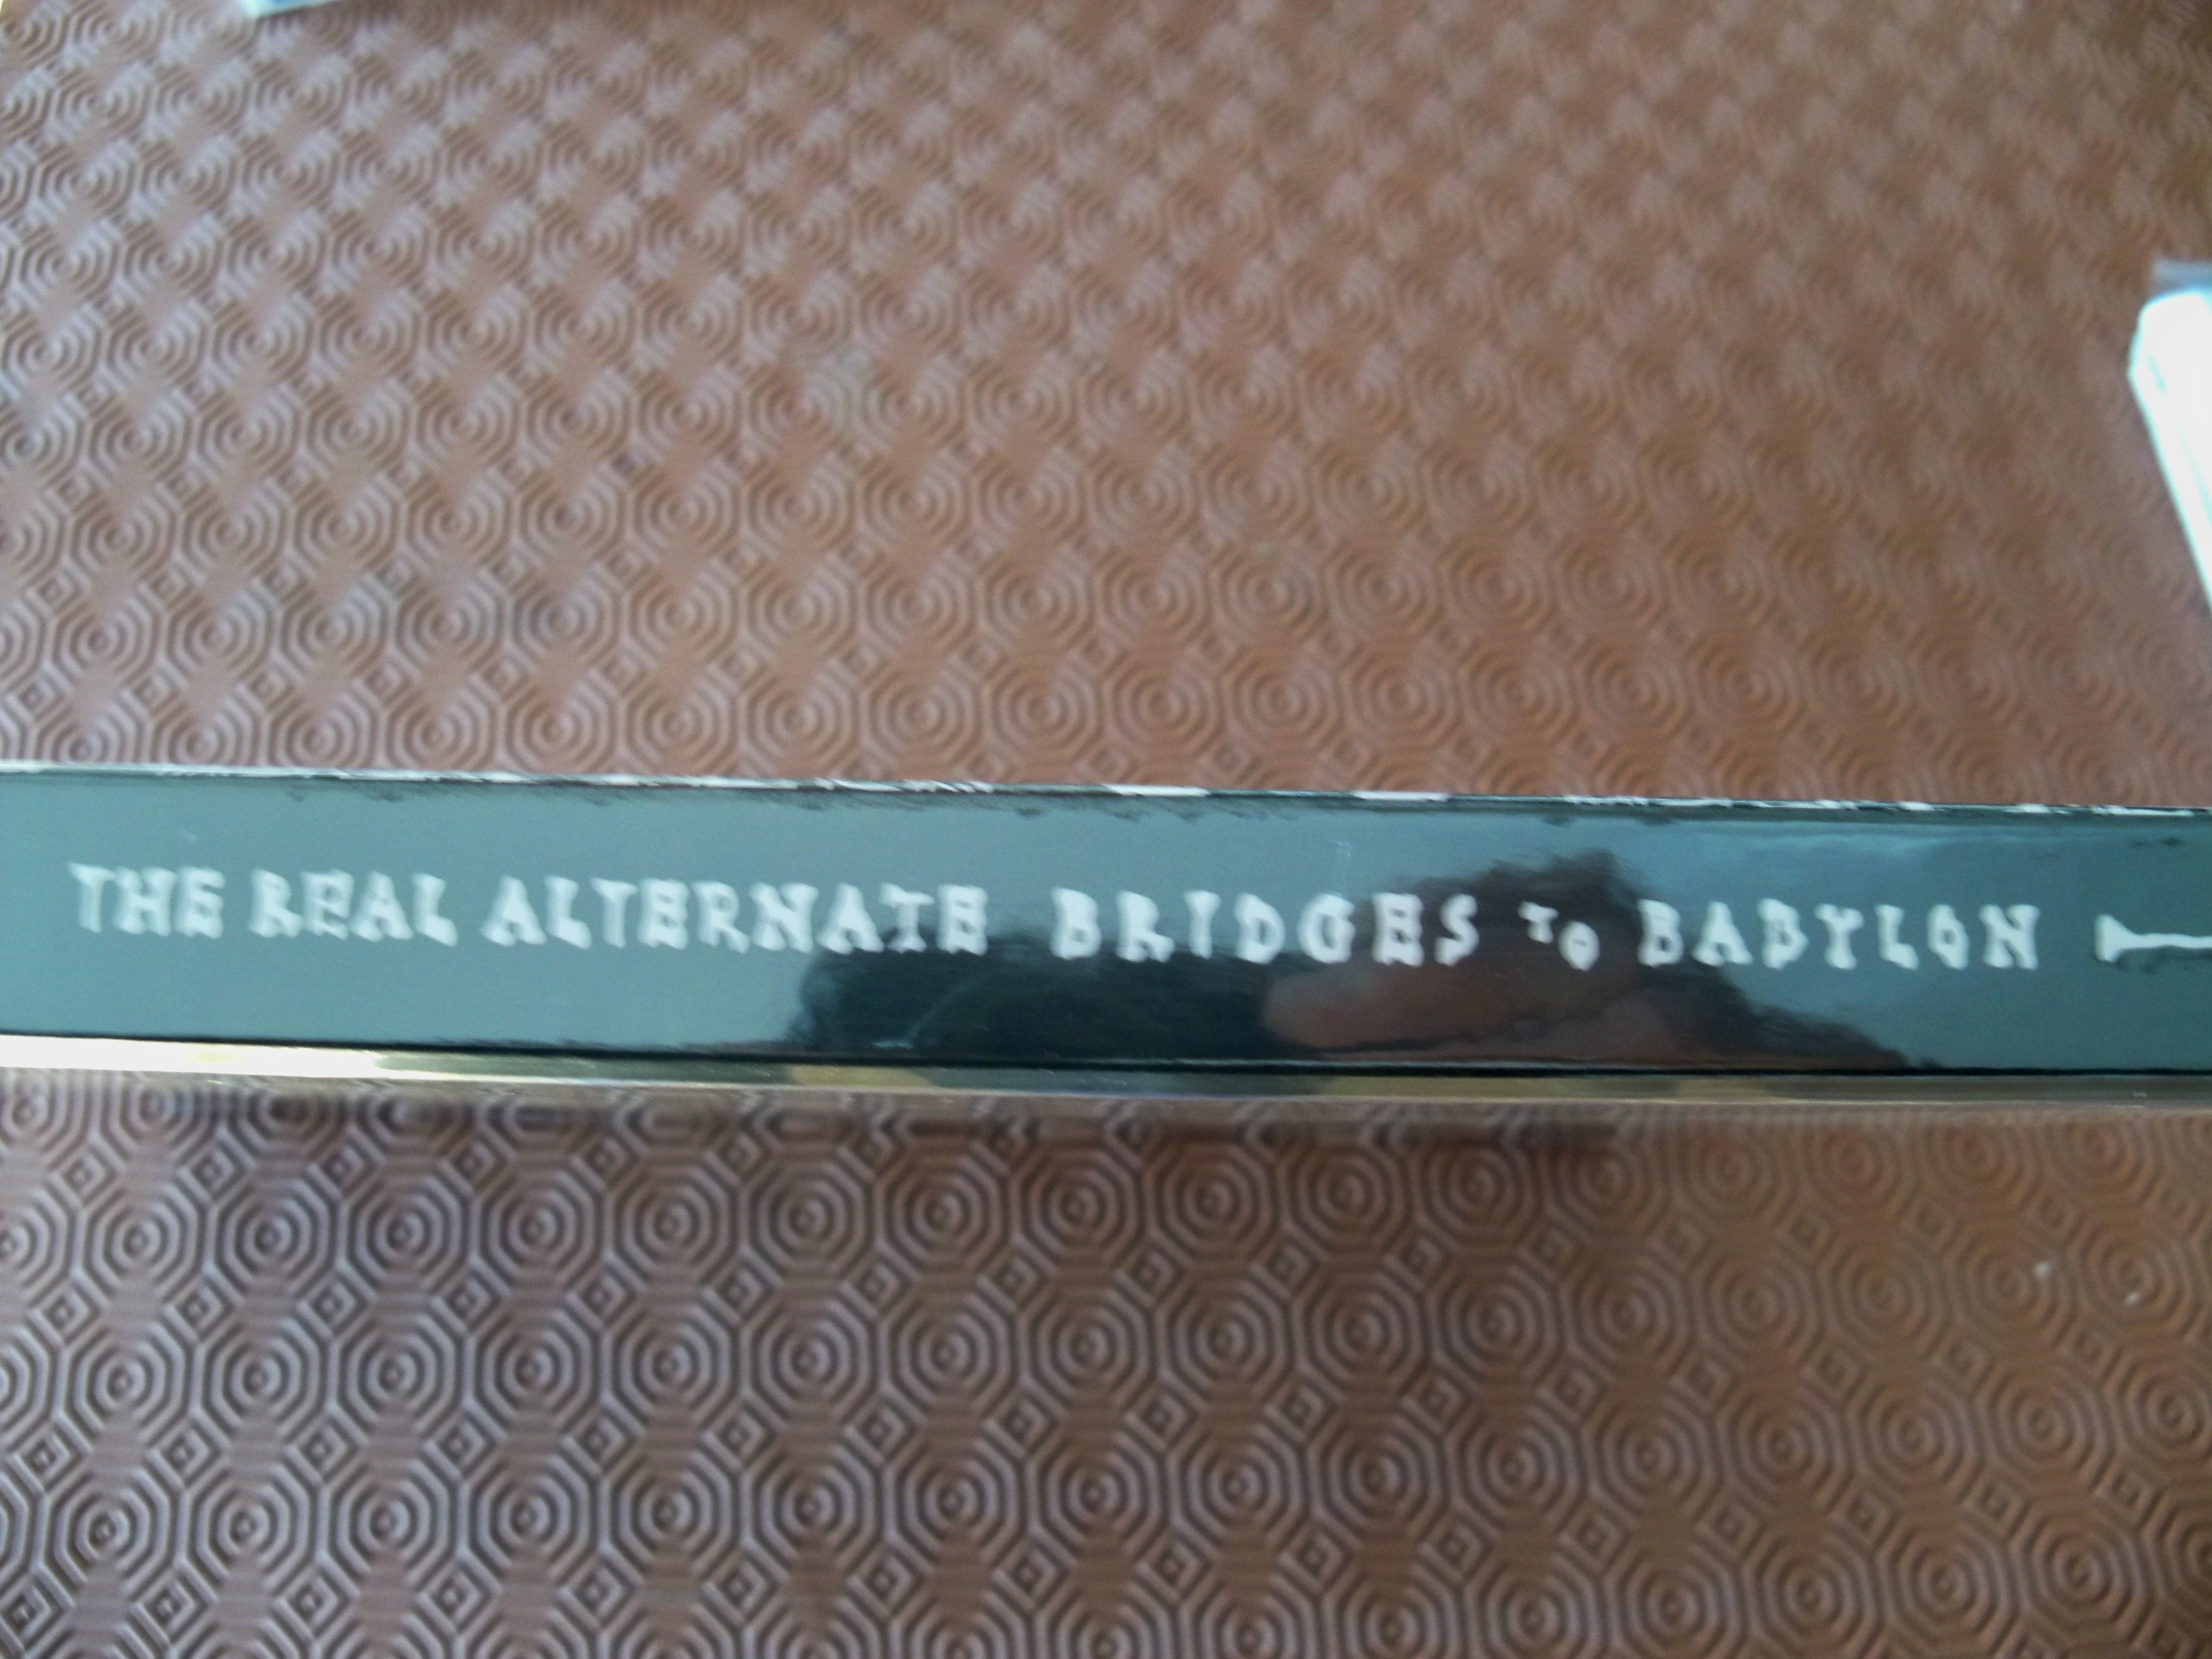 THE REAL ALTERNATE BRIDGES TO BABYLON